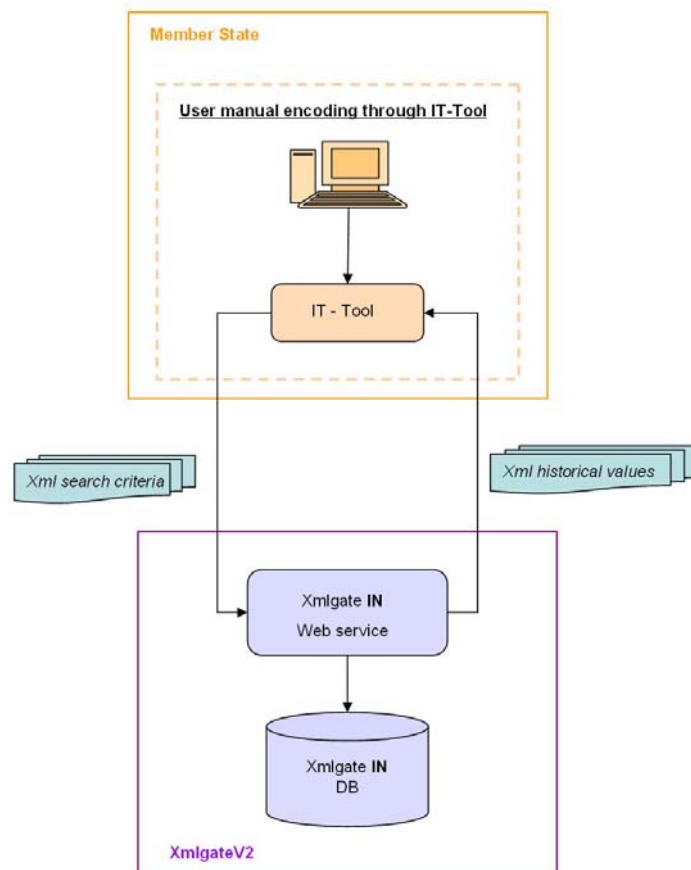 Member State
User manual encoding through IT-Tool
IT - Tool
Xml search criteria
Xml historical values
Xmlgate IN
Web service
Xmlgate IN
DB
XmlgateV2